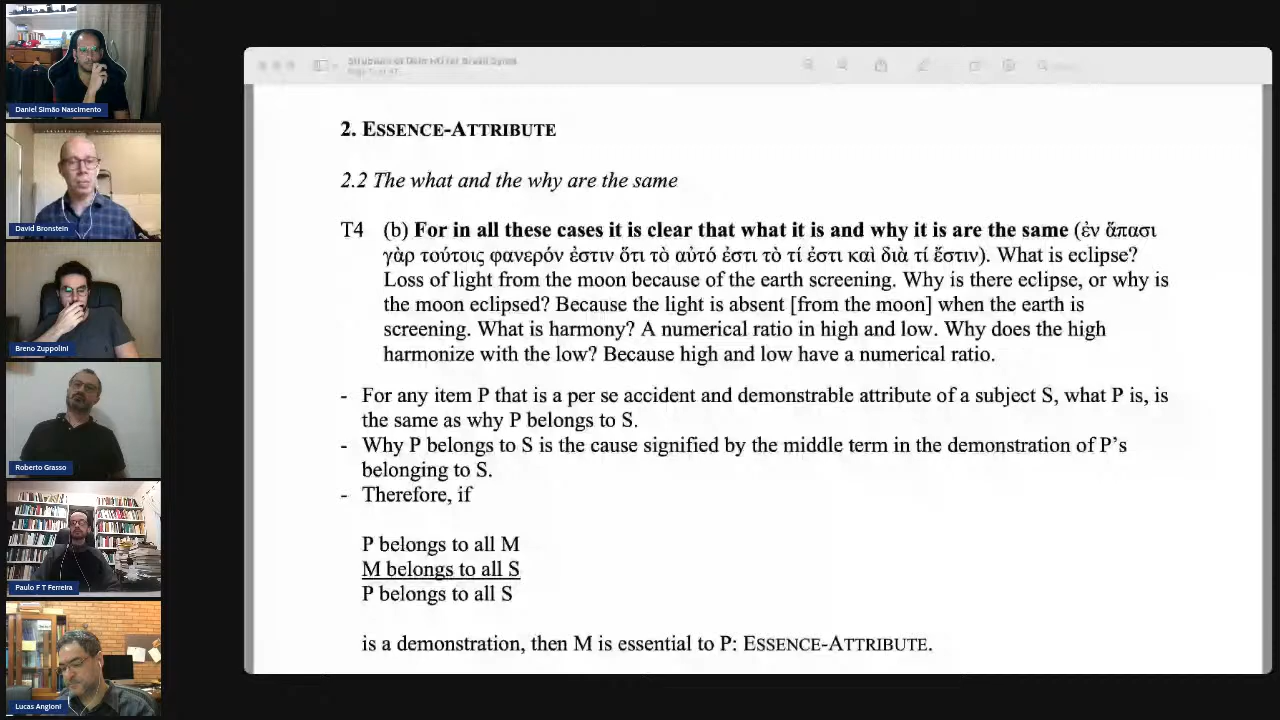 Daniel Simão Nascimento
David Bronstein
Breno Zuppolini
Roberto Grasso
Paulo F T Ferreira
Lucas Angioni
2. ESSENCE-ATTRIBUTE
2.2 The what and the why are the same
T4 (b) For in all these cases it is clear that what it is and why it is are the same (ἐν ἅπασι
γὰρ τούτοις φανερόν ἐστιν ὅτι τὸ αὐτό ἐστι τὸ τί ἐστι καὶ διὰ τί ἔστιν). What is eclipse?
Loss of light from the moon because of the earth screening. Why is there eclipse, or why is
the moon eclipsed? Because the light is absent [from the moon] when the earth is
screening. What is harmony? A numerical ratio in high and low. Why does the high
harmonize with the low? Because high and low have a numerical ratio.
- For any item P that is a per se accident and demonstrable attribute of a subject S, what P is, is
the same as why P belongs to S.
- Why P belongs to S is the cause signified by the middle term in the demonstration of P's
belonging to S.
- Therefore, if
P belongs to all M
M belongs to all S
P belongs to all S
is a demonstration, then M is essential to P: ESSENCE-ATTRIBUTE.